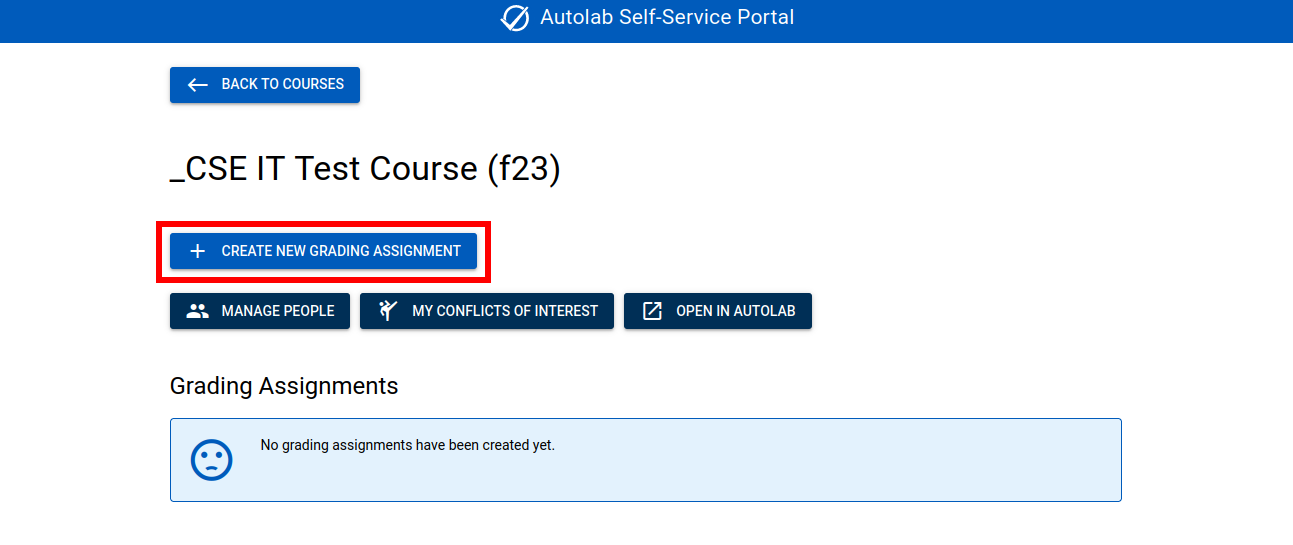 Autolab Self-Service Portal
BACK TO COURSES
_CSE IT Test Course (f23)
CREATE NEW GRADING ASSIGNMENT
MANAGE PEOPLE
MY CONFLICTS OF INTEREST
OPEN IN AUTOLAB
Grading Assignments
No grading assignments have been created yet.